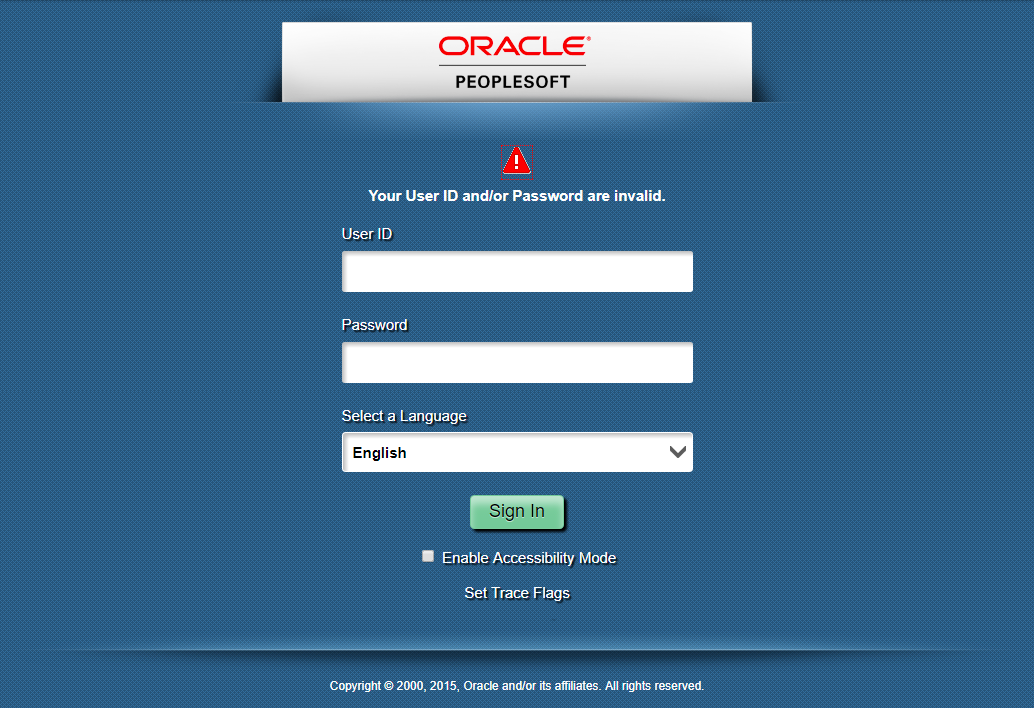 ORACLE®
PEOPLESOFT
!
Your User ID and/or Password are invalid.
User ID
Password
Select a Language
English
Sign In
Enable Accessibility Mode
Set Trace Flags
Copyright © 2000, 2015, Oracle and/or its affiliates. All rights reserved.